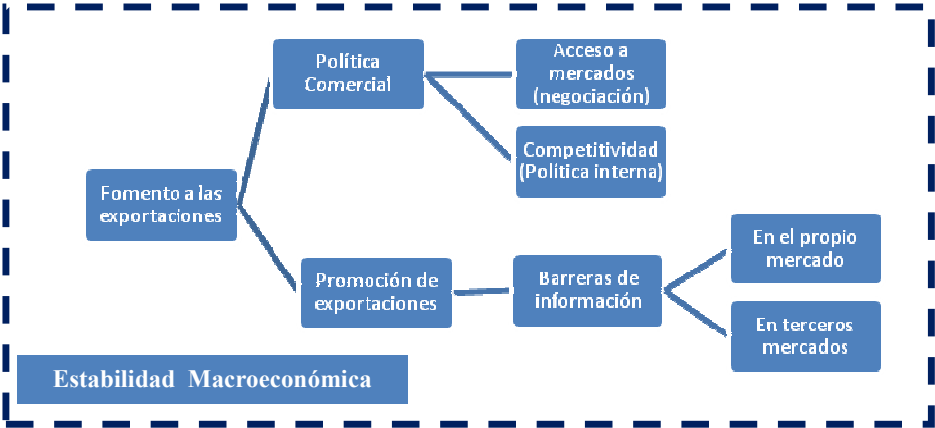 Política
Comercial
Acceso a
mercados
(negociación)
Competitividad
(Política interna)
Fomento a las
exportaciones
Promoción de
exportaciones
Barreras de
información
En el propio
mercado
En terceros
mercados
Estabilidad Macroeconómica